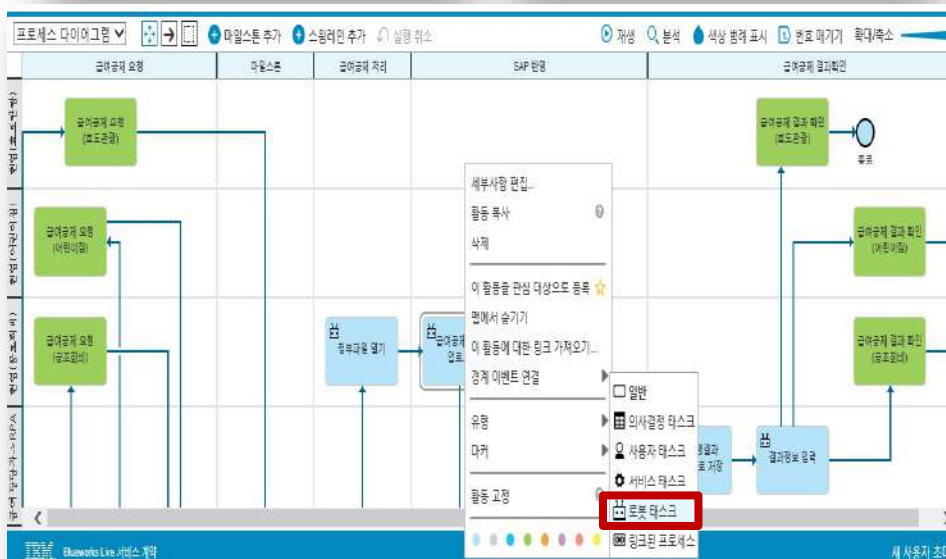 프로세스 다이어그램
마일스톤 추가
스윔레인 추가
실행 취소
재생
분석
색상 범례 표시
번호 매기기
확대/축소
급여공제 요청
마일스톤
급여공제 처리
SAP 반영
급여공제 결과확인
급여공제 요청
(효도관광)
급여공제 결과 확인
(효도관광)
종료
급여공제 요청
(어린이집)
급여공제 결과 확인
(어린이집)
급여공제 요청
(공조회비)
첨부파일 열기
급여공제
업로
급여공제 결과 확인
(공조회비)
결과정보 입력
세부사항 편집...
활동 복사
삭제
이 활동을 관심 대상으로 등록
맵에서 숨기기
이 활동에 대한 링크 가져오기...
경계 이벤트 연결
유형
마커
활동 고정
일반
의사결정 태스크
사용자 태스크
서비스 태스크
로봇 태스크
링크된 프로세스
IBM Blueworks Live 서비스 계약
새 사용자 초